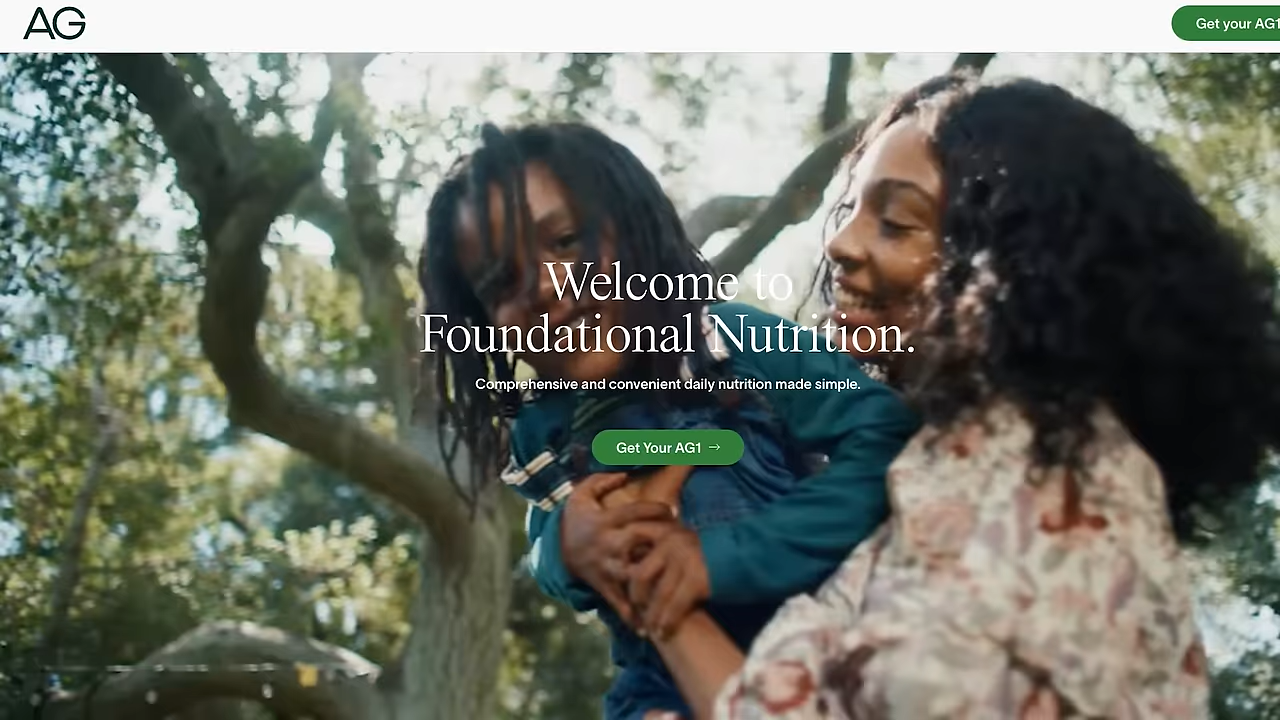 AG
Get your AG1
Welcome to
Foundational Nutrition.
Comprehensive and convenient daily nutrition made simple.
Get Your AG1 →